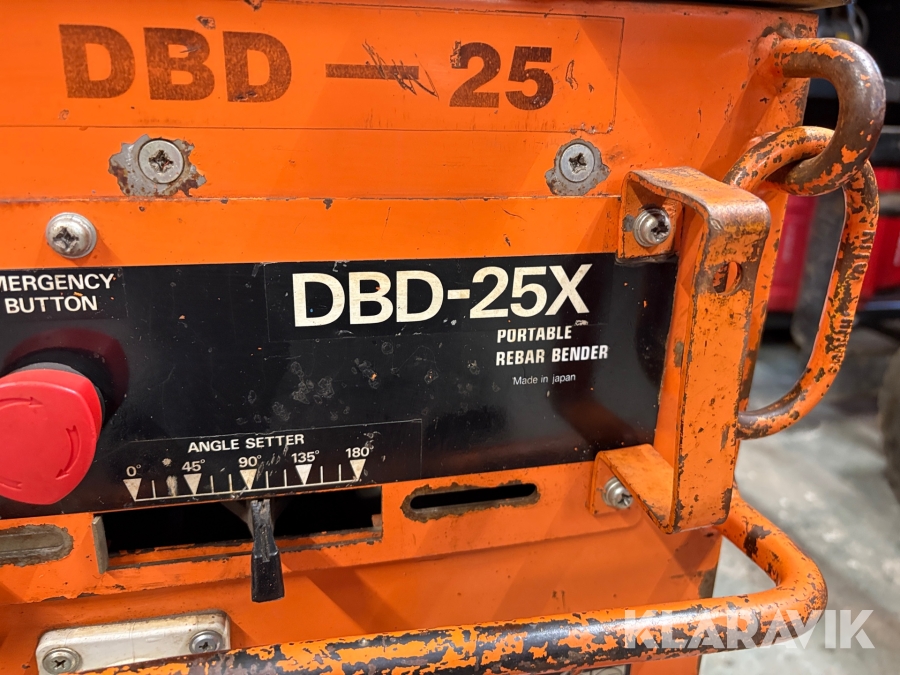 DBD — 25
MERGENCY
BUTTON
DBD-25X
PORTABLE
REBAR BENDER
Made in japan
ANGLE SETTER
0° 45° 90° 135° 180°
KLARAVIK